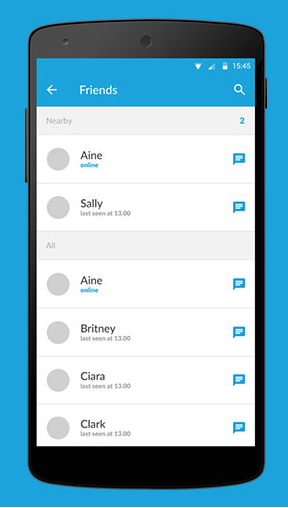 15:45
Friends
Nearby 2
Aine
online
Sally
last seen at 13.00
All
Aine
online
Britney
last seen at 13.00
Ciara
last seen at 13.00
Clark
last seen at 13.00